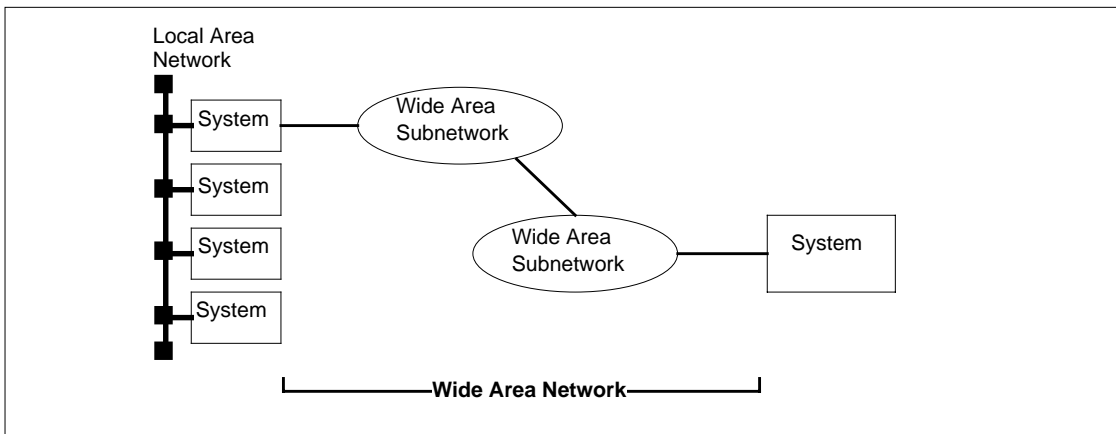 Local Area
Network
System
Wide Area
Subnetwork
System
System
Wide Area
Subnetwork
System
System
Wide Area Network